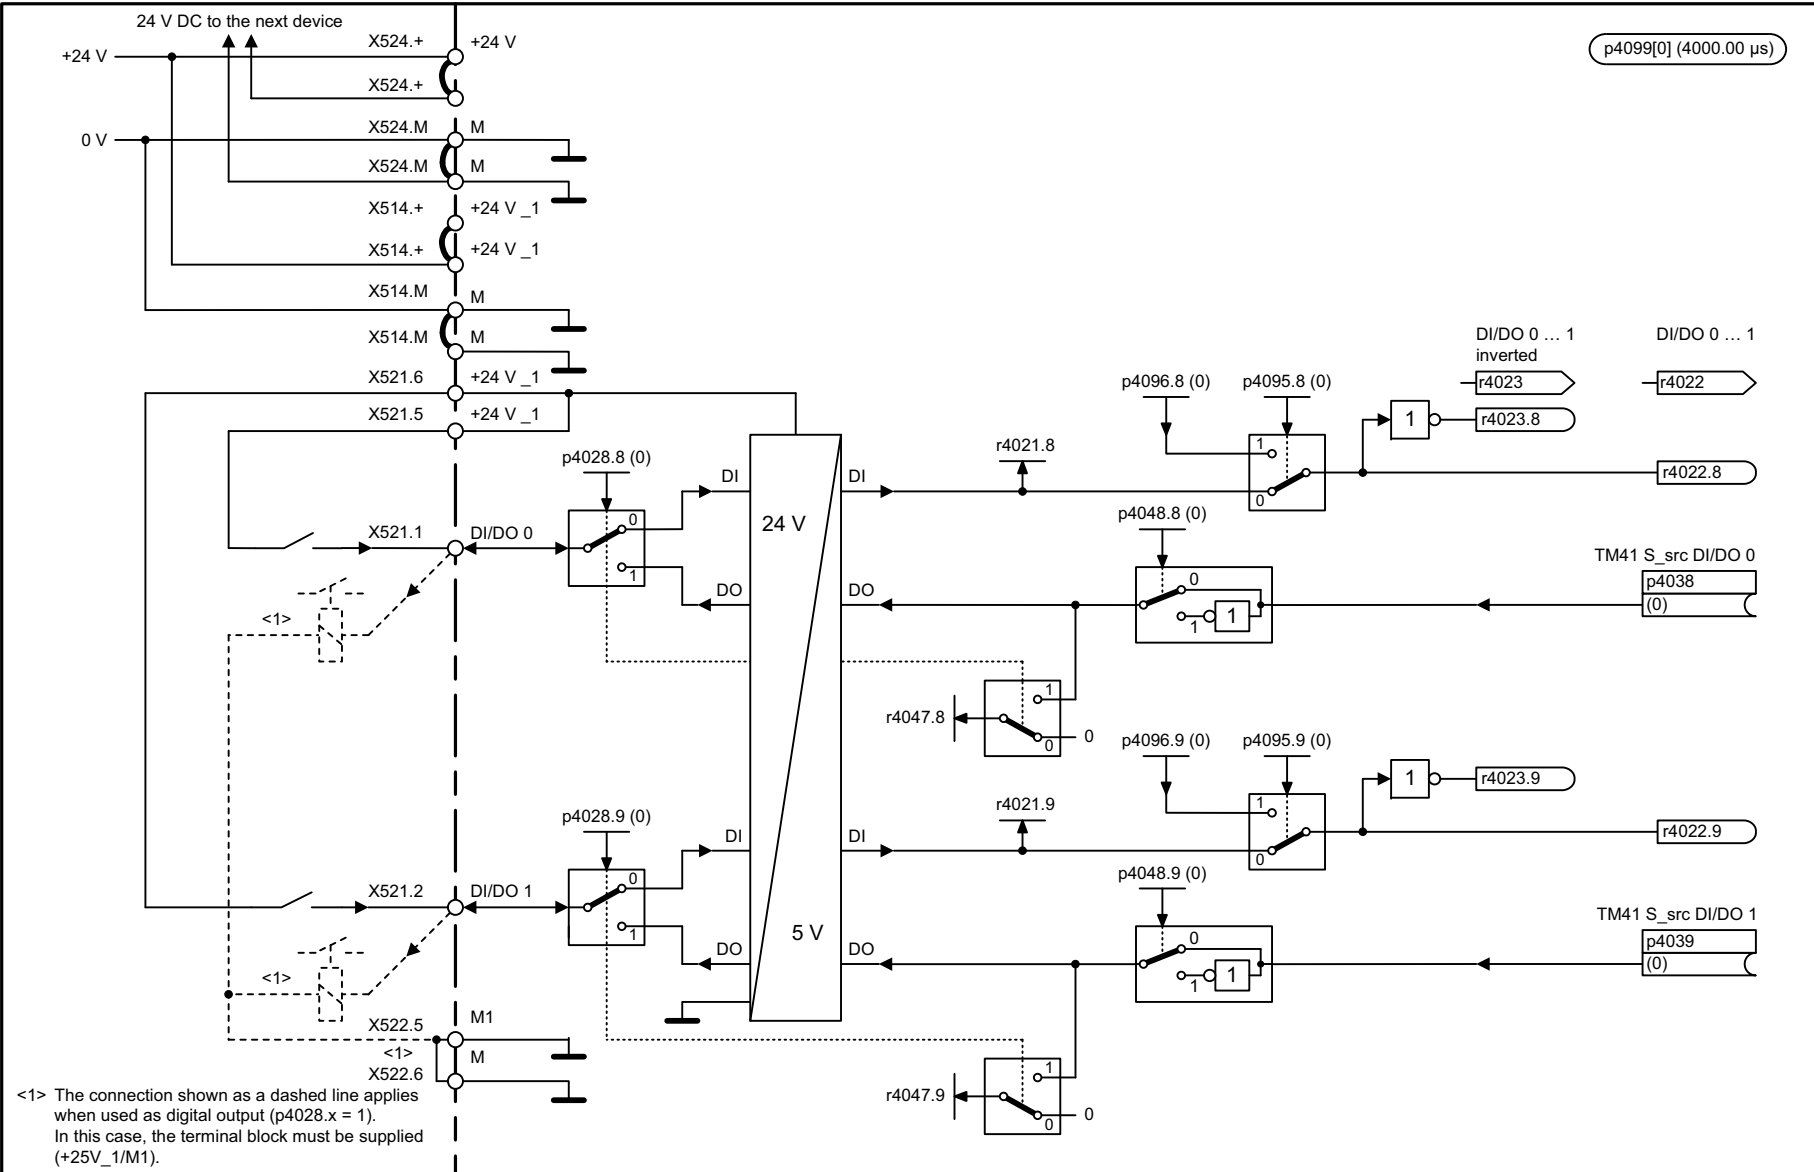 24 V DC to the next device
+24 V
X524.+
+24 V
p4099[0] (4000.00 µs)
X524.+
0 V
X524.M
M
X524.M
M
X514.+
+24 V _1
X514.+
+24 V _1
X514.M
M
X514.M
M
X521.6
+24 V _1
X521.5
+24 V _1
DI/DO 0 … 1
inverted
DI/DO 0 … 1
r4023
r4022
p4096.8 (0)
p4095.8 (0)
1
r4023.8
r4021.8
1
0
r4022.8
p4028.8 (0)
DI
24 V
DI
X521.1
DI/DO 0
0
1
DO
DO
p4048.8 (0)
0
1
1
TM41 S_src DI/DO 0
p4038
(0)
<1>
r4047.8
1
0
0
p4096.9 (0)
p4095.9 (0)
1
r4023.9
r4021.9
1
0
r4022.9
p4028.9 (0)
DI
DI
X521.2
DI/DO 1
0
1
5 V
DO
DO
p4048.9 (0)
0
1
1
TM41 S_src DI/DO 1
p4039
(0)
<1>
X522.5
M1
<1>
M
X522.6
r4047.9
1
0
0
<1> The connection shown as a dashed line applies
when used as digital output (p4028.x = 1).
In this case, the terminal block must be supplied
(+25V_1/M1).